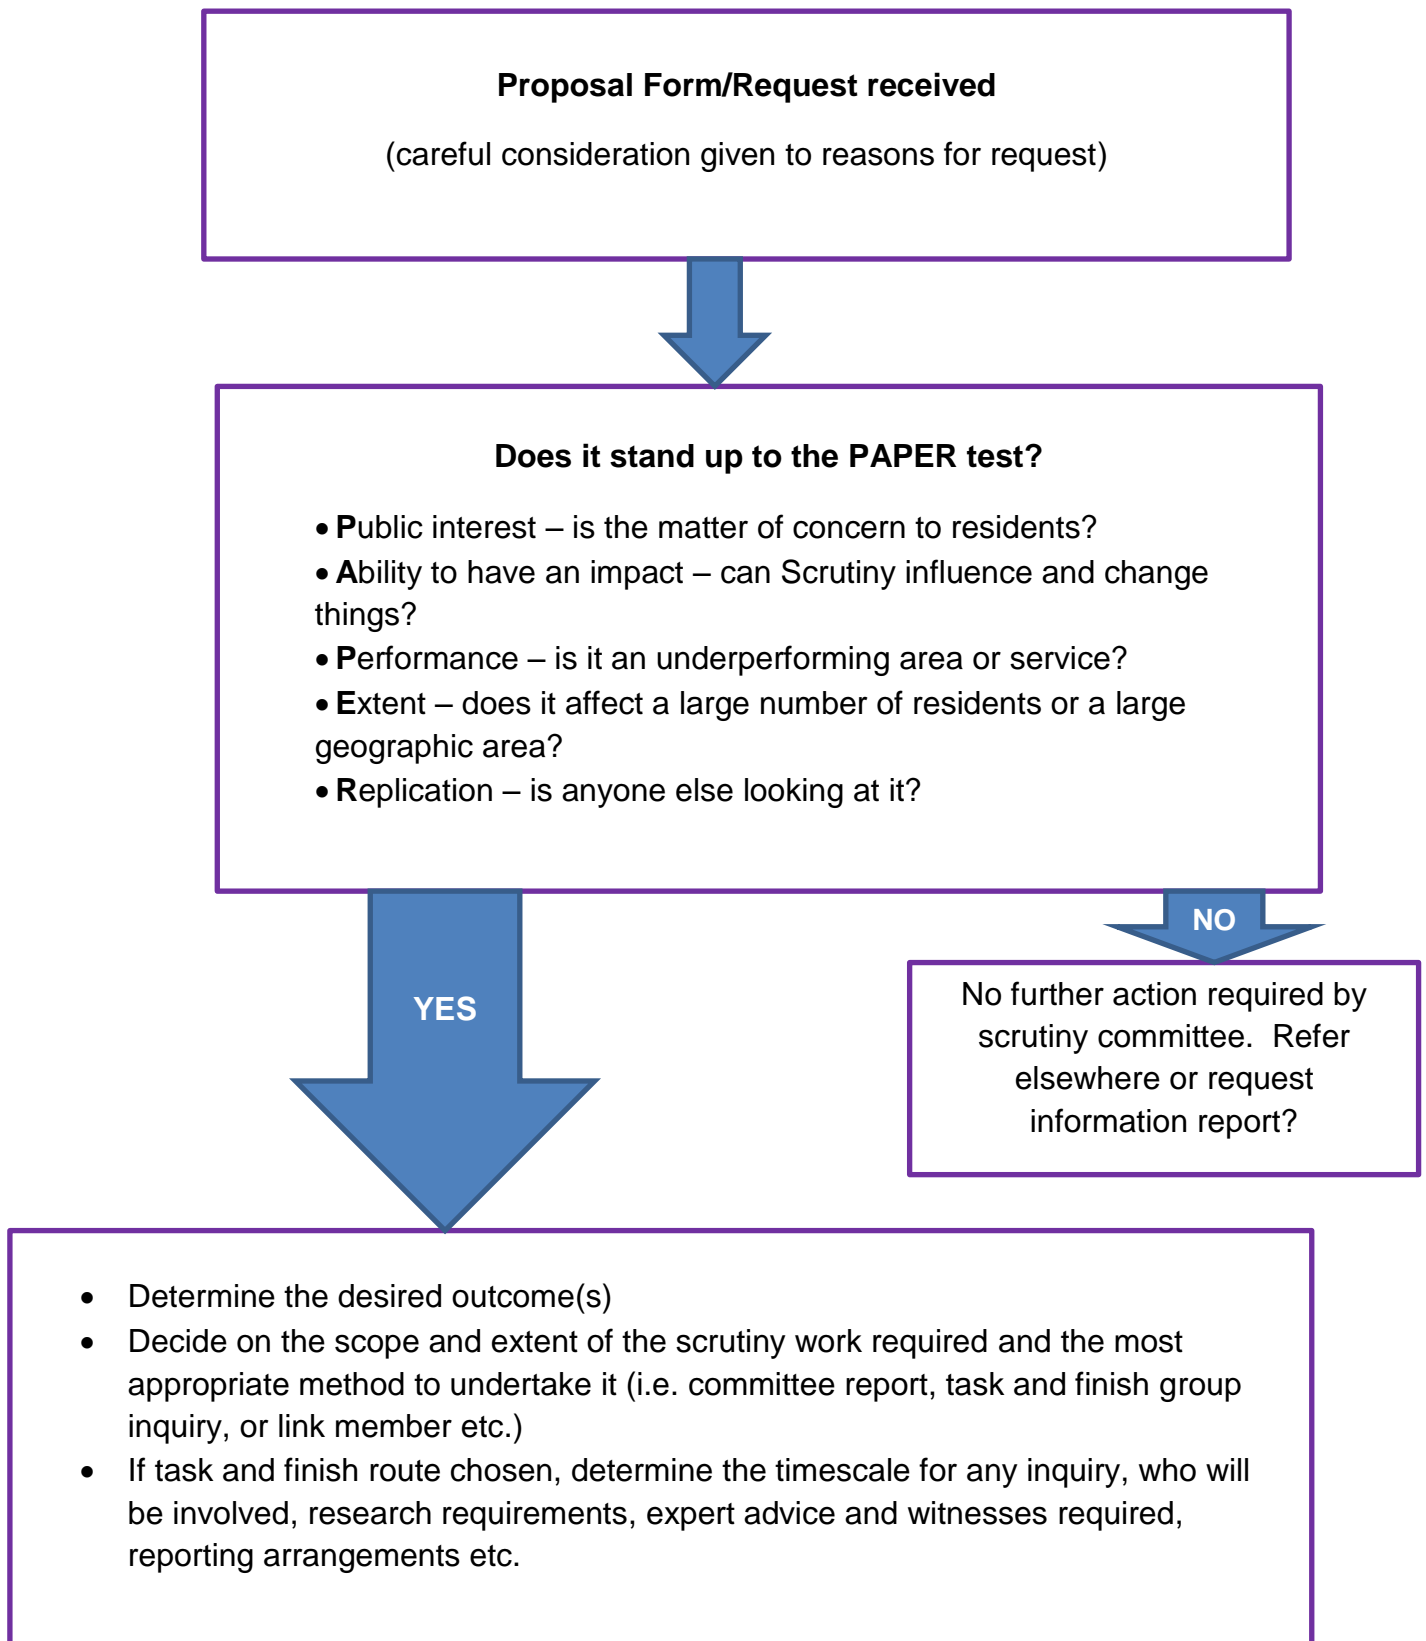 Proposal Form/Request received
(careful consideration given to reasons for request)
Does it stand up to the PAPER test?
• Public interest – is the matter of concern to residents?
• Ability to have an impact – can Scrutiny influence and change
things?
• Performance – is it an underperforming area or service?
• Extent – does it affect a large number of residents or a large
geographic area?
• Replication – is anyone else looking at it?
NO
YES
No further action required by
scrutiny committee.  Refer
elsewhere or request
information report?
• Determine the desired outcome(s)
• Decide on the scope and extent of the scrutiny work required and the most
appropriate method to undertake it (i.e. committee report, task and finish group
inquiry, or link member etc.)
• If task and finish route chosen, determine the timescale for any inquiry, who will
be involved, research requirements, expert advice and witnesses required,
reporting arrangements etc.